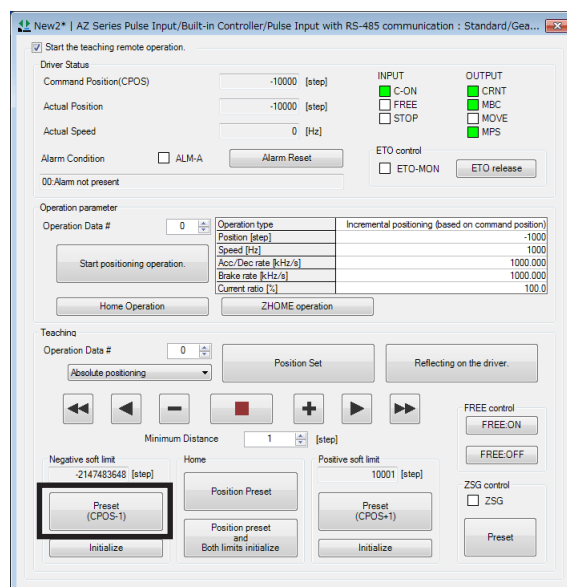 New2* | AZ Series Pulse Input/Built-in Controller/Pulse Input with RS-485 communication : Standard/Gea...
Start the teaching remote operation.
Driver Status
Command Position(CPOS) -10000 [step]
Actual Position -10000 [step]
Actual Speed 0 [Hz]
INPUT
C-ON
FREE
STOP
OUTPUT
CRNT
MBC
MOVE
MPS
Alarm Condition ALM-A Alarm Reset
00:Alarm not present
ETO control
ETO-MON ETO release
Operation parameter
Operation Data # 0
Start positioning operation.
Operation type Incremental positioning (based on command position)
Position [step] -1000
Speed [Hz] 1000
Acc/Dec rate [kHz/s] 1000.000
Brake rate [kHz/s] 1000.000
Current ratio [%] 100.0
Home Operation ZHOME operation
Teaching
Operation Data # 0
Absolute positioning
Position Set
Reflecting on the driver.
Minimum Distance 1 [step]
FREE control
FREE:ON
FREE:OFF
Negative soft limit
-2147483648 [step]
Preset
(CPOS-1)
Initialize
Home
Position Preset
Position preset
and
Both limits initialize
Positive soft limit
10001 [step]
Preset
(CPOS+1)
Initialize
ZSG control
ZSG
Preset